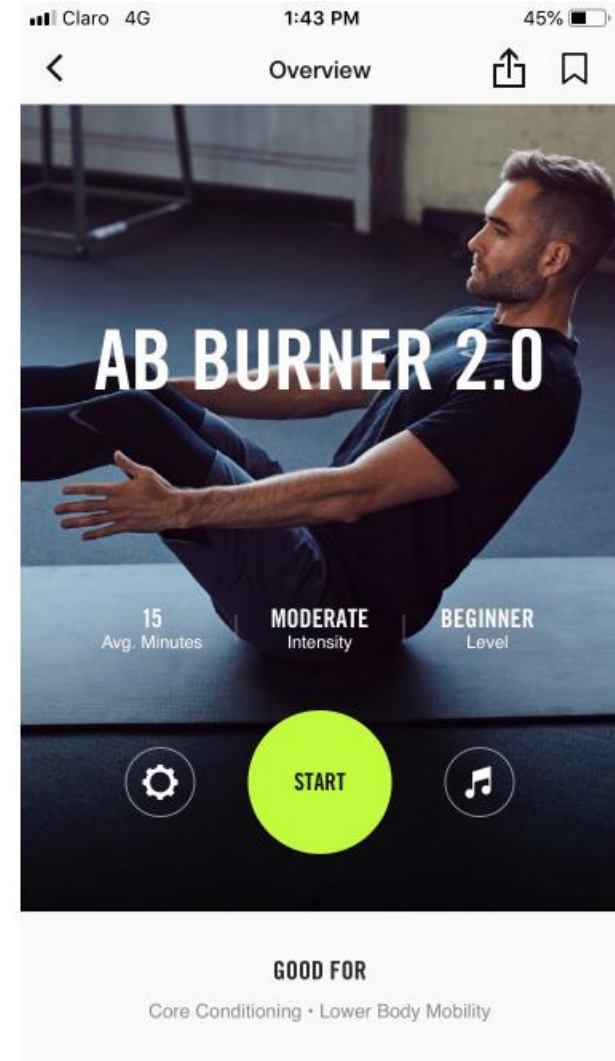 Claro 4G 1:43 PM 45%
Overview
AB BURNER 2.0
15 MODERATE BEGINNER
Avg. Minutes Intensity Level
START
GOOD FOR
Core Conditioning • Lower Body Mobility